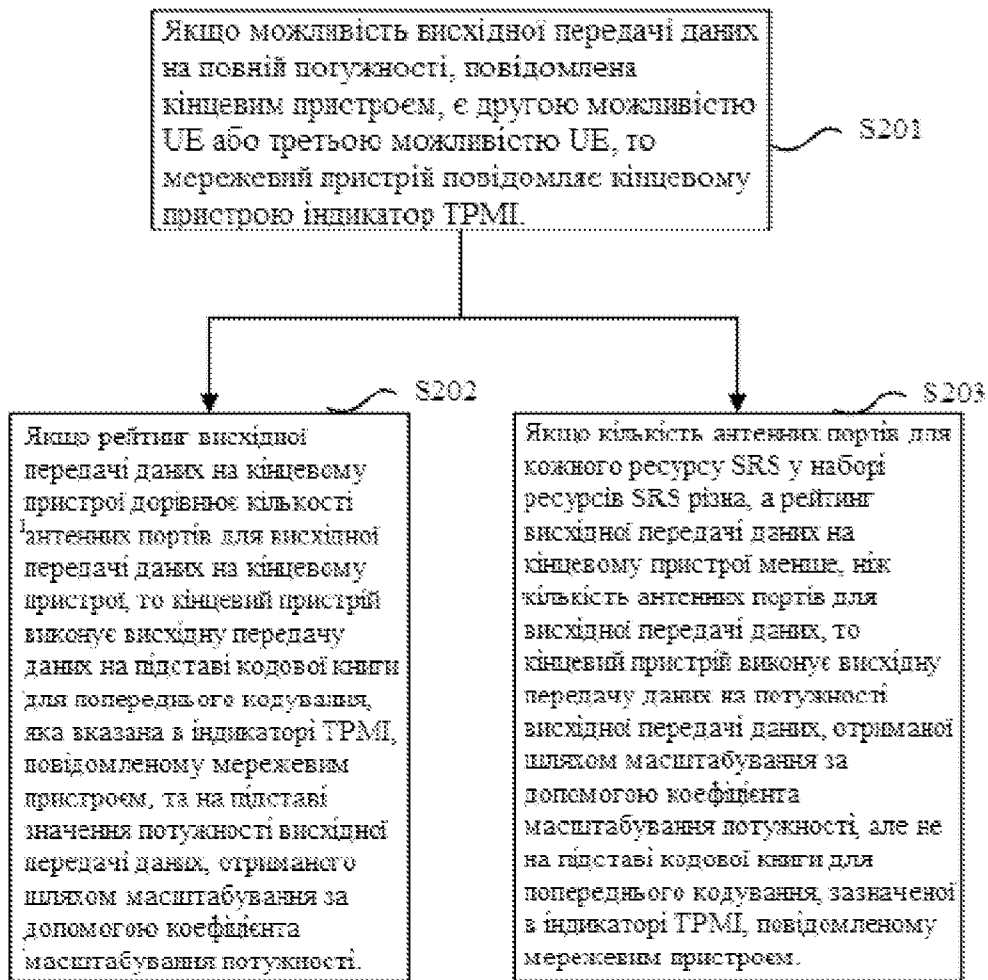 Якщо можливість висхідної передачі даних
на повній потужності, повідомлена
кінцевим пристроєм, є другою можливістю
UE або третьою можливістю UE, то
мережевий пристрій повідомляє кінцевому
пристрою індикатор TPMI.
S201
S202
Якщо рейтинг висхідної
передачі даних на кінцевому
пристрої дорівнює кількості
антенних портів для висхідної
передачі даних на кінцевому
пристрої, то кінцевий пристрій
виконує висхідну передачу
даних на підставі кодової книги
для попереднього кодування,
яка вказана в індикаторі TPMI,
повідомленому мережевим
пристроєм, та на підставі
значення потужності висхідної
передачі даних, отриманого
шляхом масштабування за
допомогою коефіцієнта
масштабування потужності.
S203
Якщо кількість антенних портів для
кожного ресурсу SRS у наборі
ресурсів SRS різна, а рейтинг
висхідної передачі даних на
кінцевому пристрої менше, ніж
кількість антенних портів для
висхідної передачі даних, то
кінцевий пристрій виконує висхідну
передачу даних на потужності
висхідної передачі даних, отриманої
шляхом масштабування за
допомогою коефіцієнта
масштабування потужності, але не
на підставі кодової книги для
попереднього кодування, зазначеної
в індикаторі TPMI, повідомленому
мережевим пристроєм.